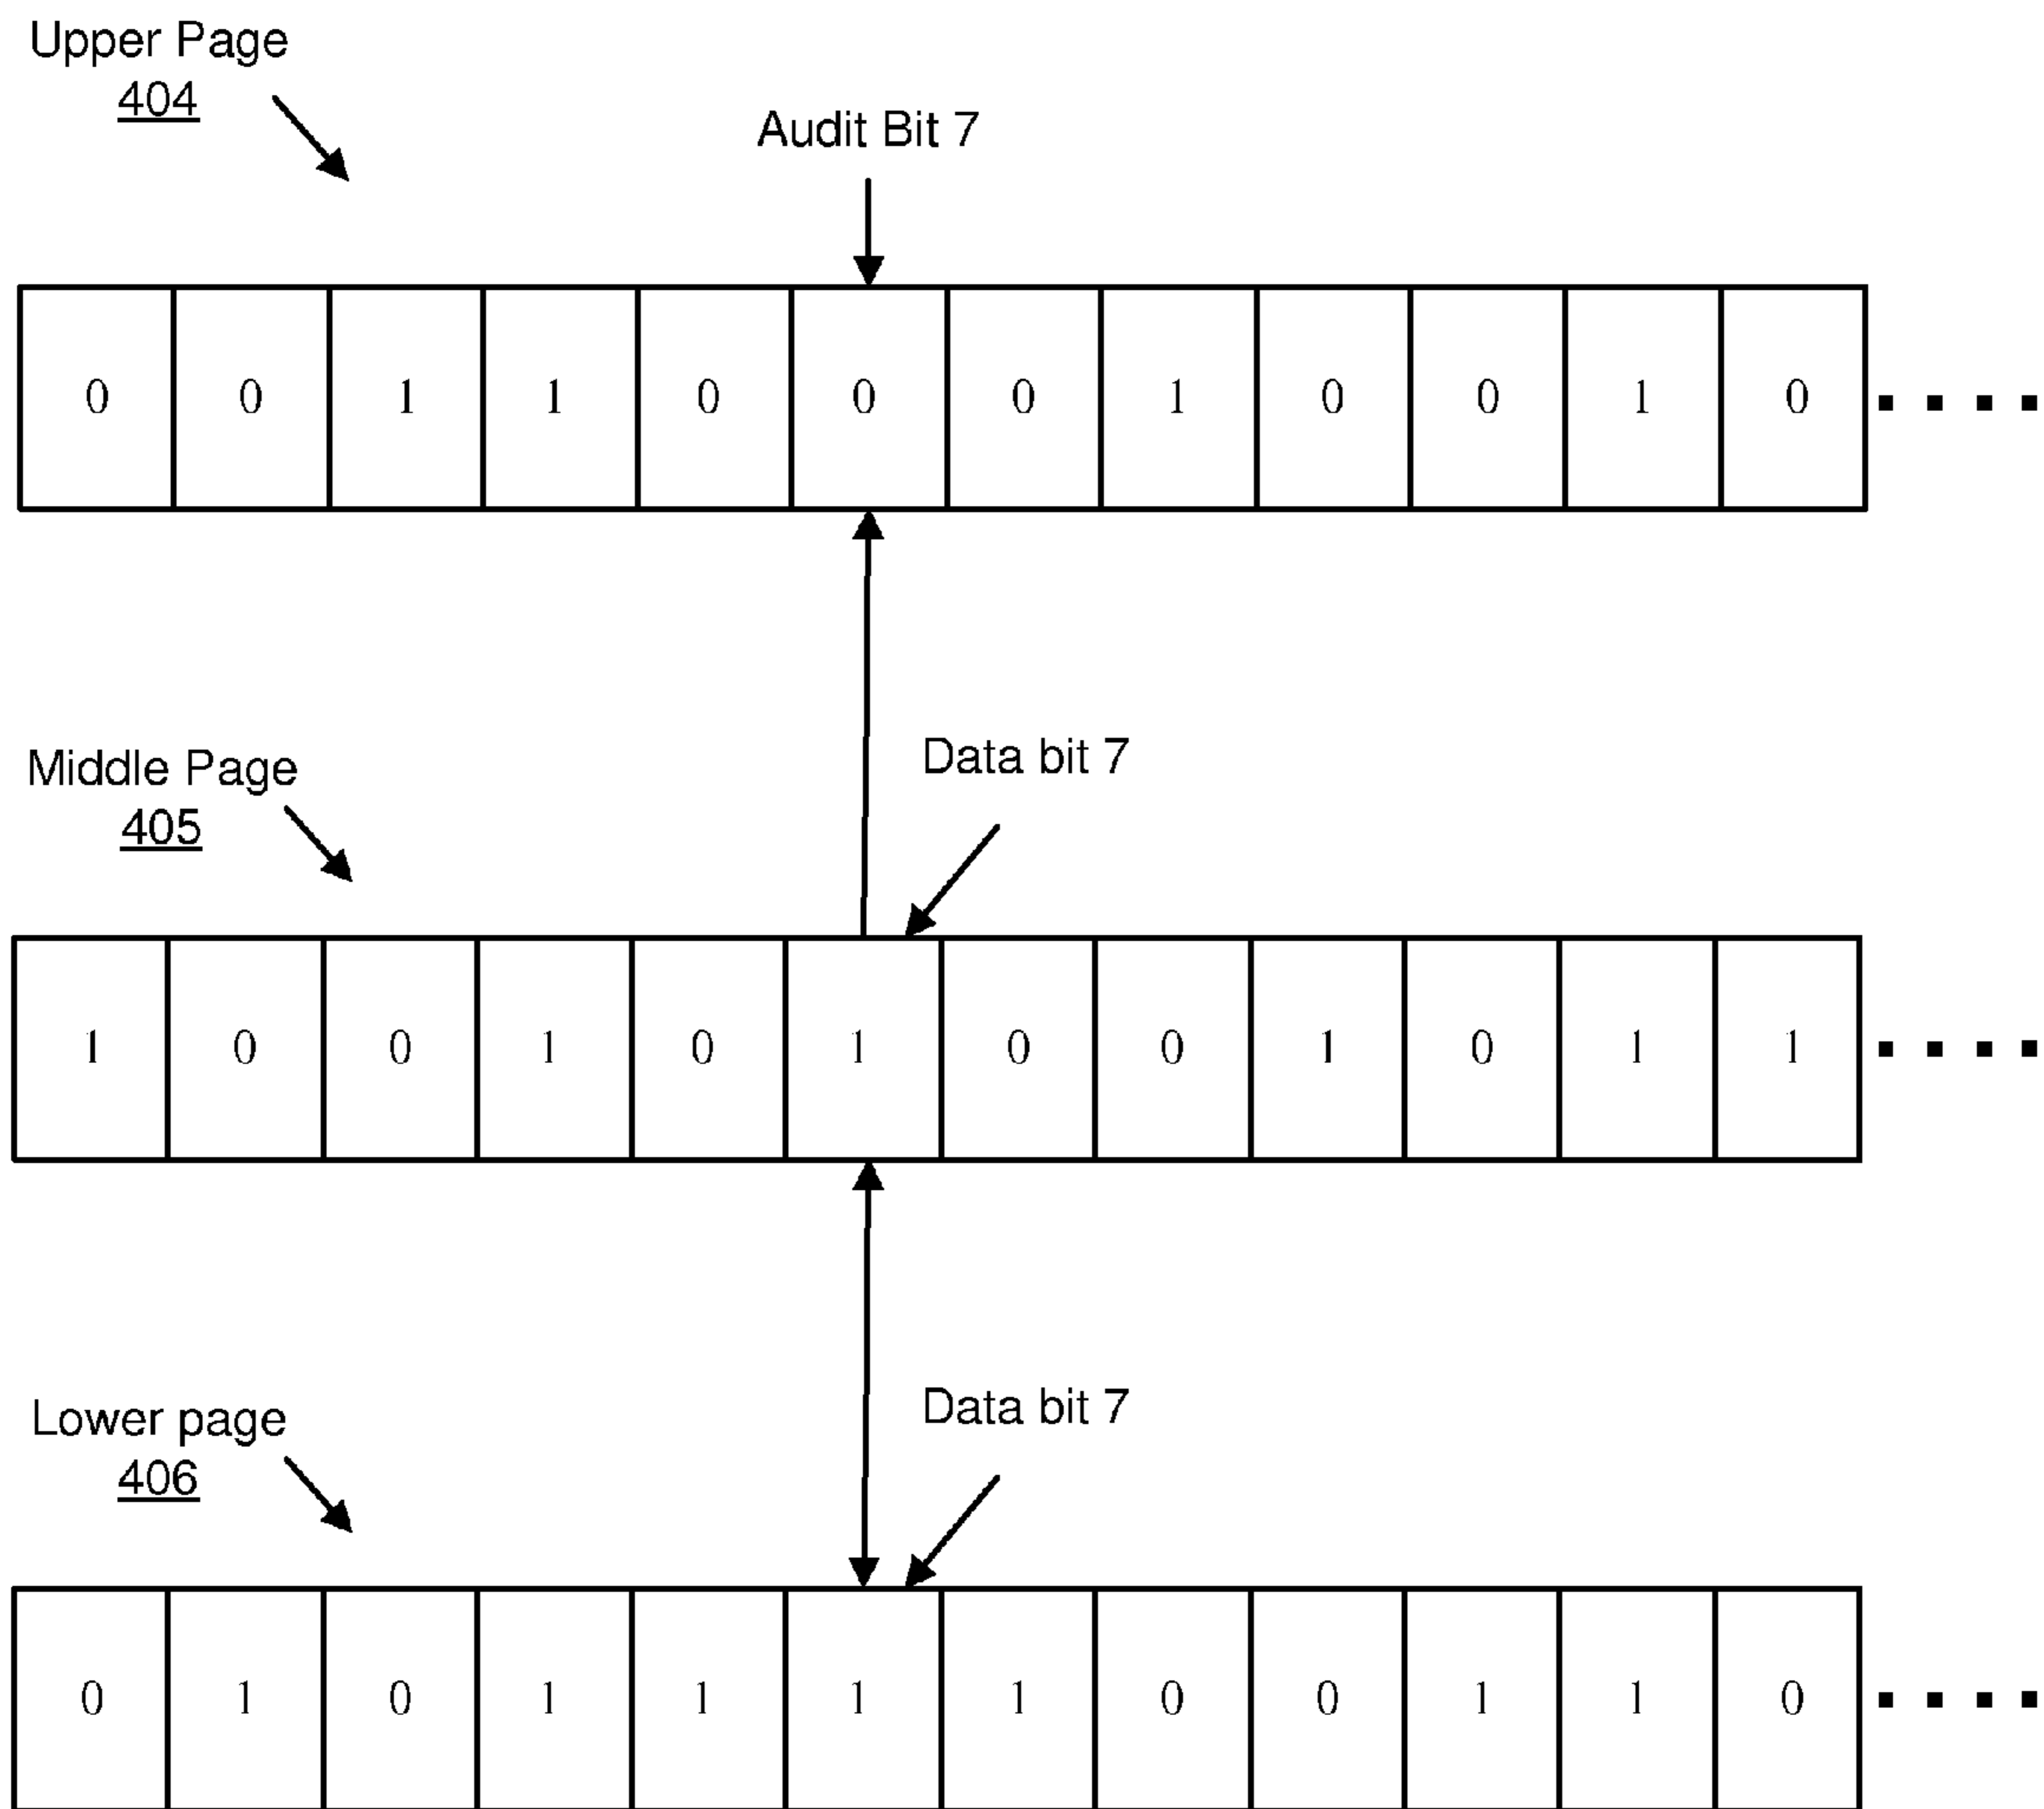 Upper Page
404
Audit Bit 7
0 0 1 1 0 0 0 1 0 0 1 0
Middle Page
405
Data bit 7
1 0 0 1 0 1 0 0 1 0 1 1
Lower page
406
Data bit 7
0 1 0 1 1 1 1 0 0 1 1 0